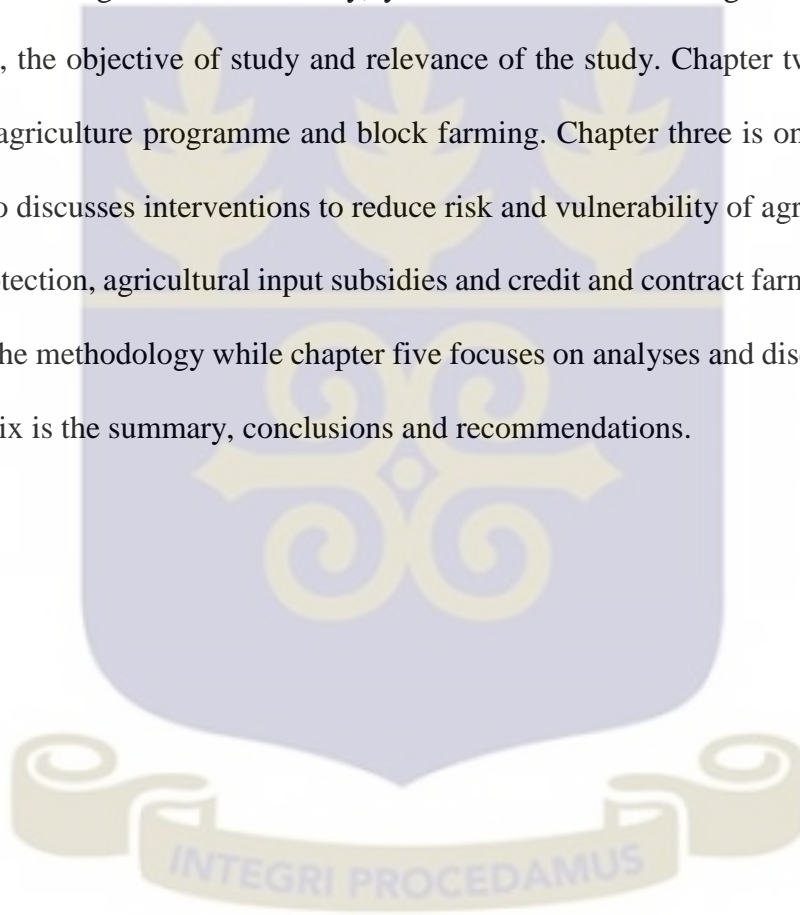 , the objective of study and relevance of the study. Chapter tw
agriculture programme and block farming. Chapter three is on
o discusses interventions to reduce risk and vulnerability of agr
tection, agricultural input subsidies and credit and contract farn
he methodology while chapter five focuses on analyses and disc
ix is the summary, conclusions and recommendations.
INTEGRI PROCEDAMUS